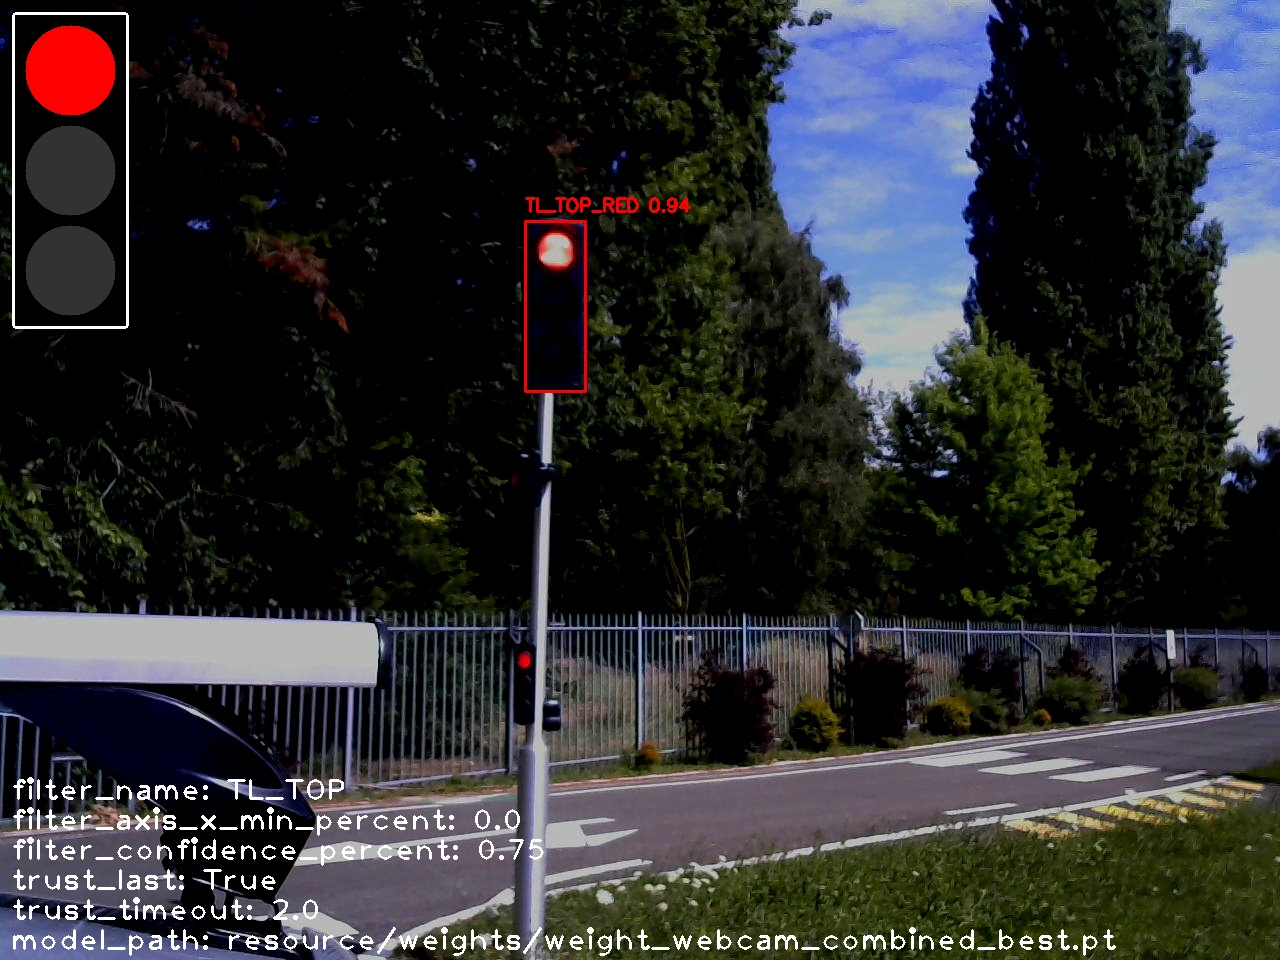 TL_TOP_RED 0.94
filter_name: TL_TOP
filter_axis_x_min_percent: 0.0
filter_confidence_percent: 0.75
trust_last: True
trust_timeout: 2.0
model_path: resource/weights/weight_webcam_combined_best.pt